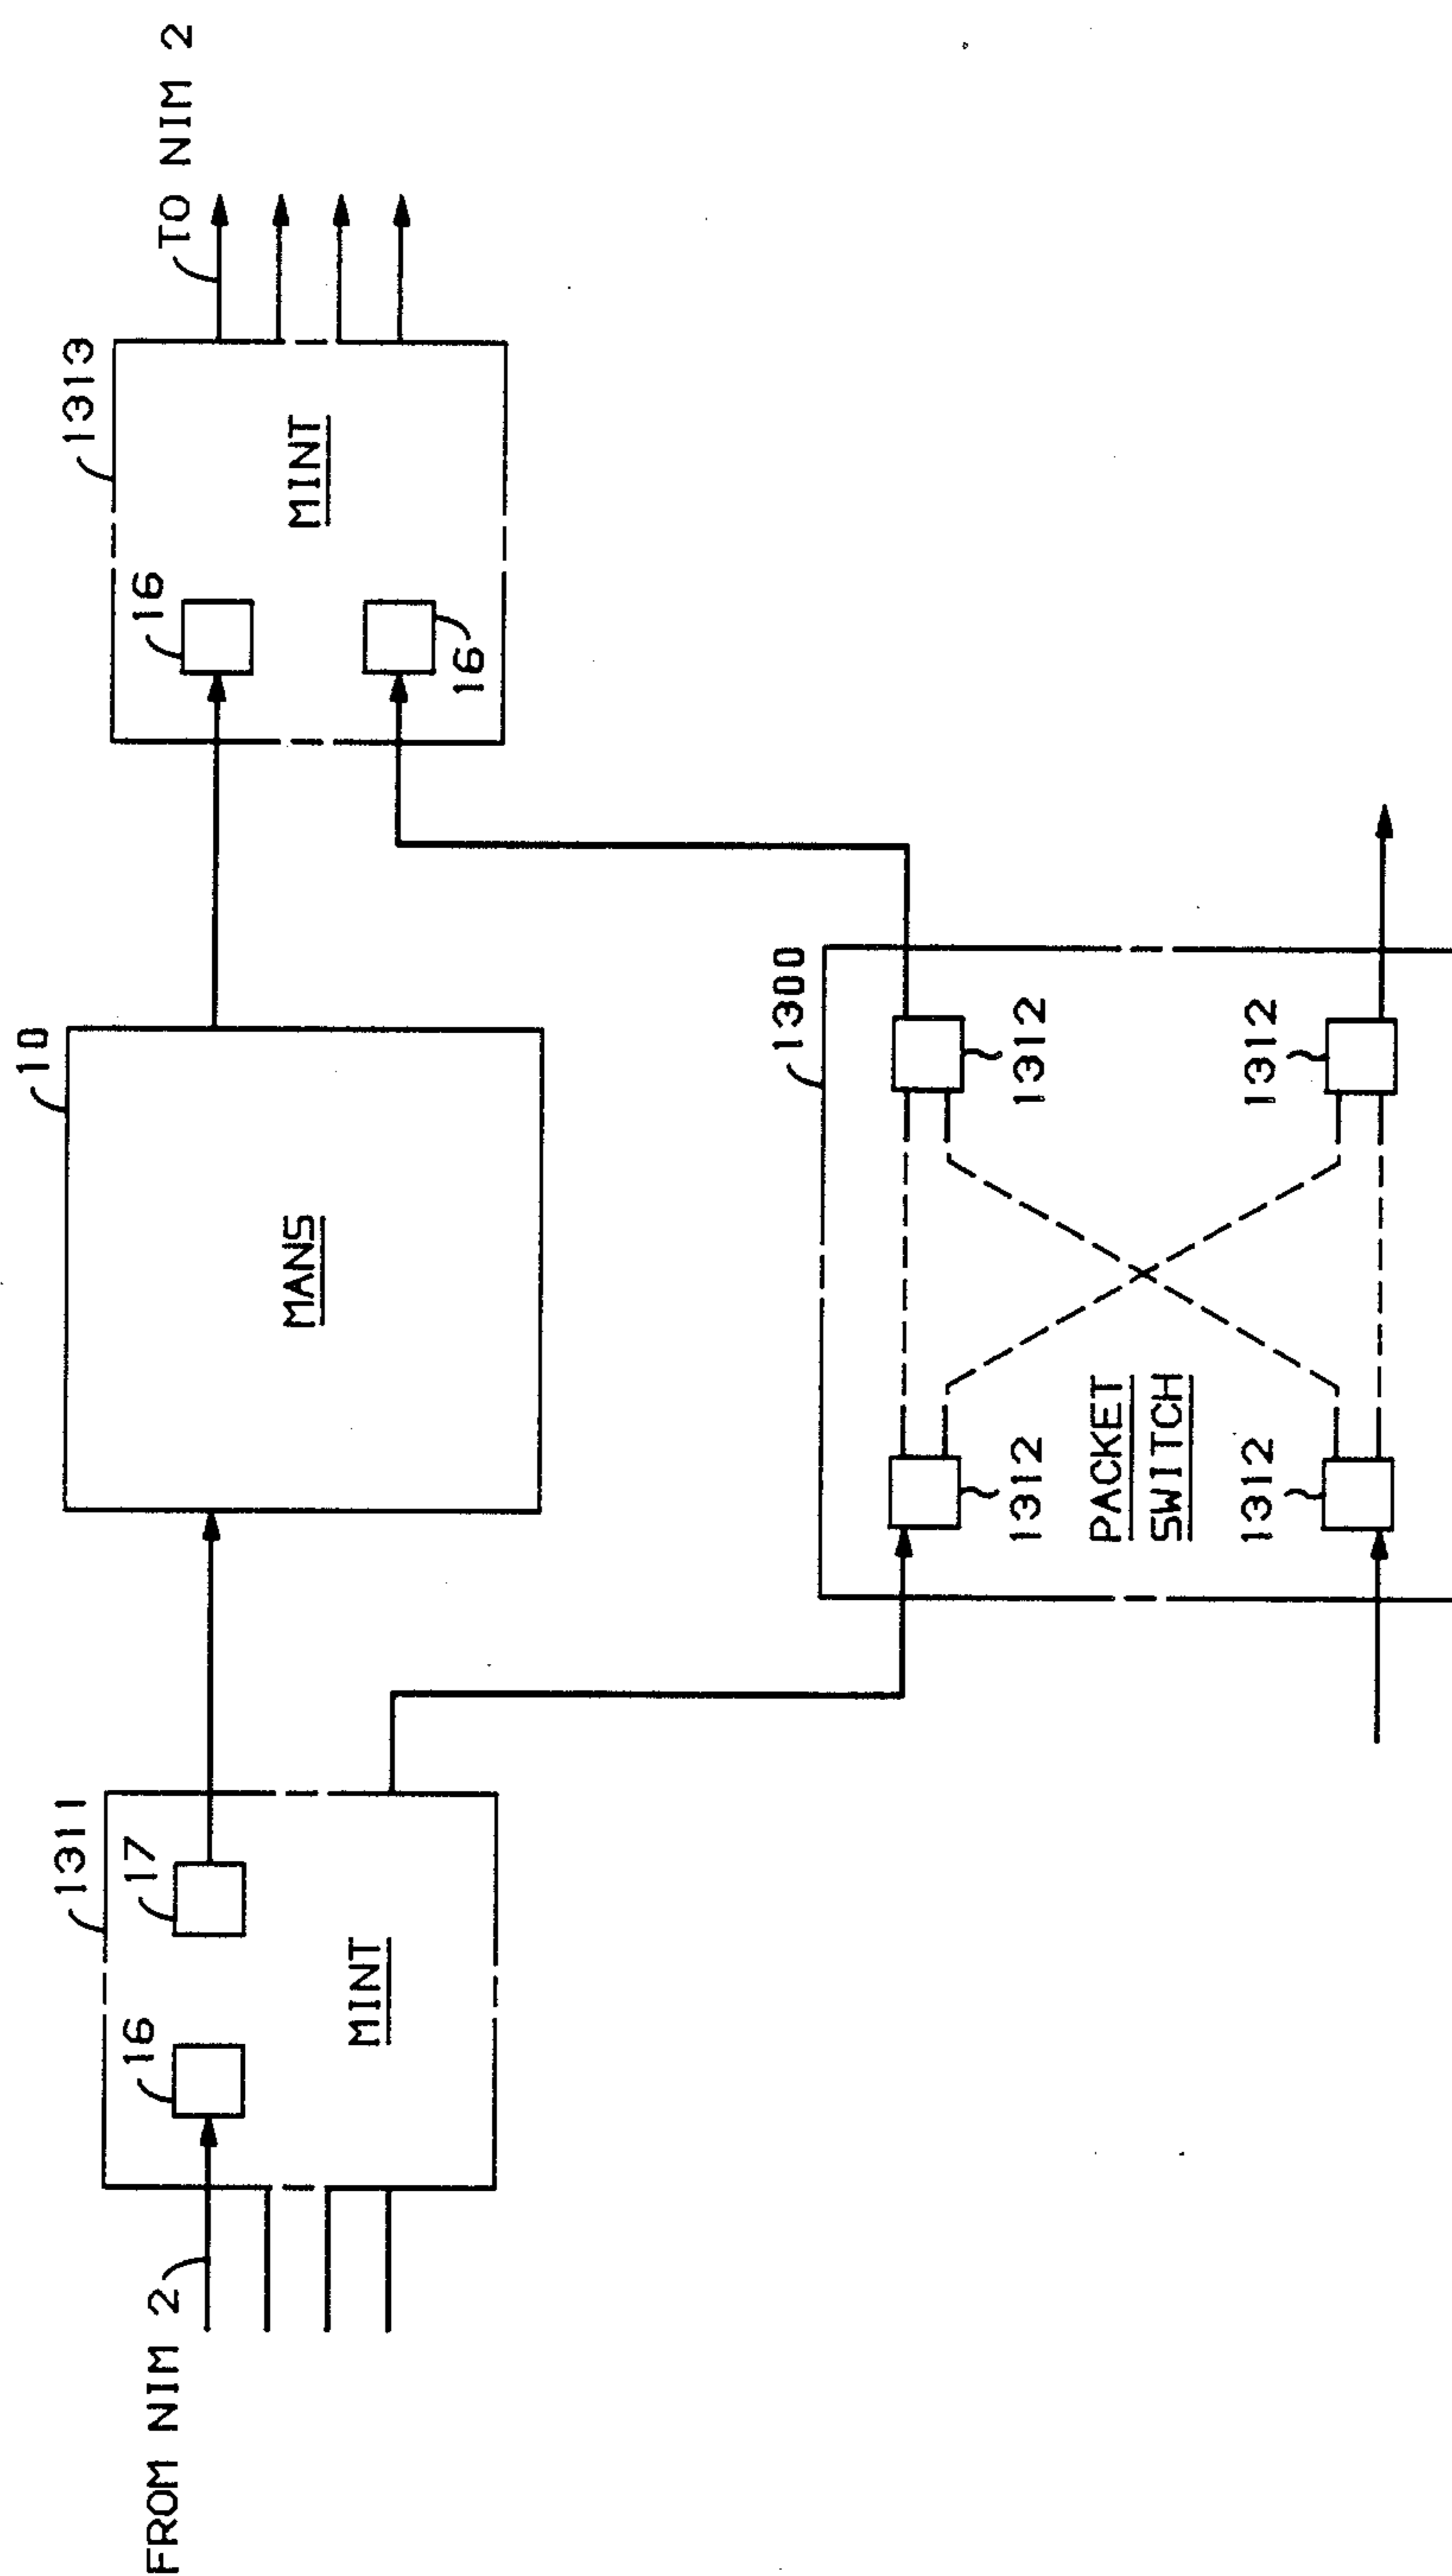 FROM NIM 2
16
17
1311
MINT
10
MANS
16
16
1313
MINT
TO NIM 2
1300
1312
1312
1312
1312
PACKET
SWITCH